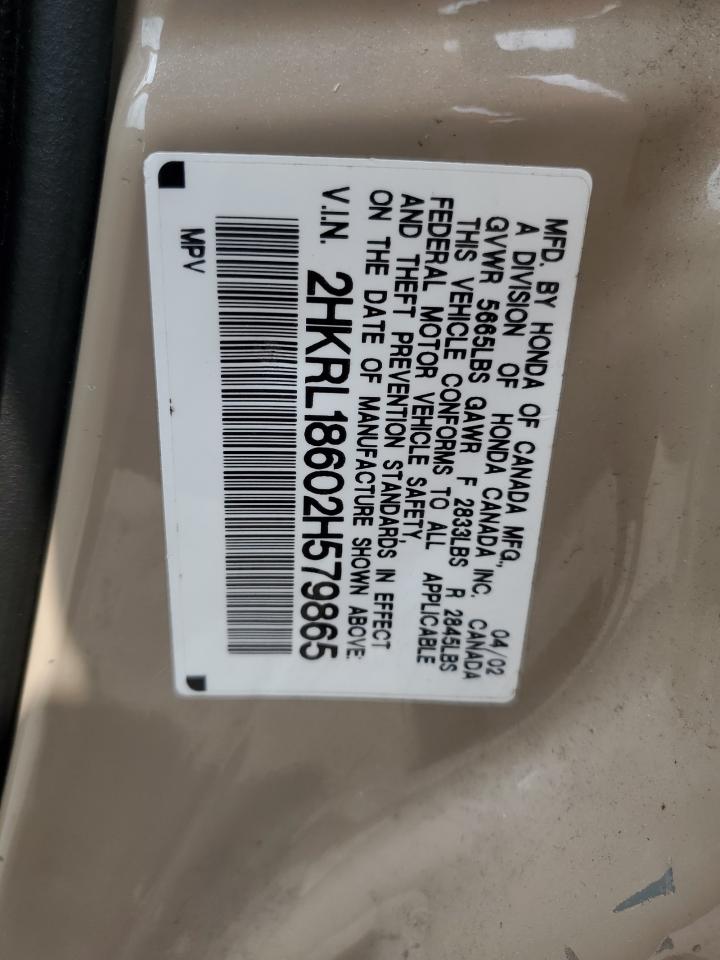 MFD. BY HONDA OF CANADA MFG., 04/02
A DIVISION OF HONDA CANADA INC. CANADA
GVWR 5665LBS GAWR F 2833LBS R 2845LBS
THIS VEHICLE CONFORMS TO ALL APPLICABLE
FEDERAL MOTOR VEHICLE SAFETY,
AND THEFT PREVENTION STANDARDS IN EFFECT
ON THE DATE OF MANUFACTURE SHOWN ABOVE.
V.I.N. 2HKRL18602H579865
MPV